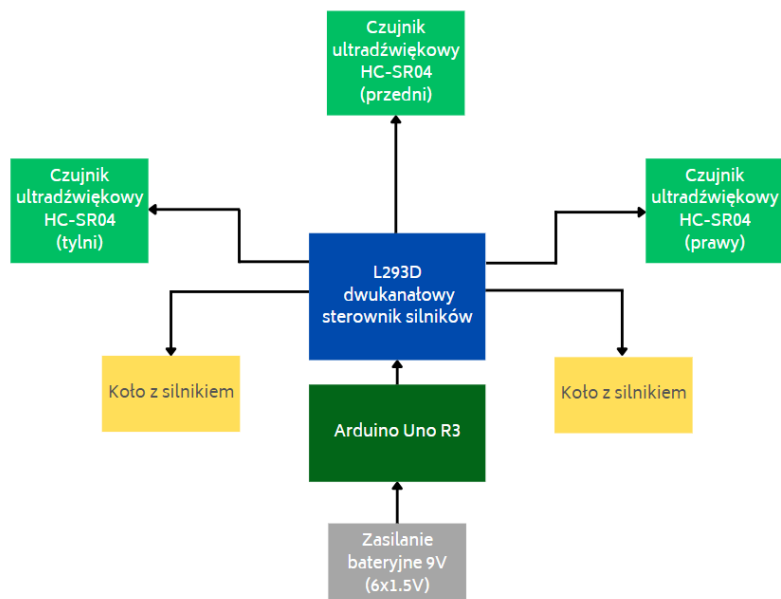 Czujnik
ultradźwiękowy
HC-SR04
(przedni)
Czujnik
ultradźwiękowy
HC-SR04
(tylni)
Czujnik
ultradźwiękowy
HC-SR04
(prawy)
L293D
dwukanałowy
sterownik silników
Koło z silnikiem
Koło z silnikiem
Arduino Uno R3
Zasilanie
bateryjne 9V
(6x1.5V)